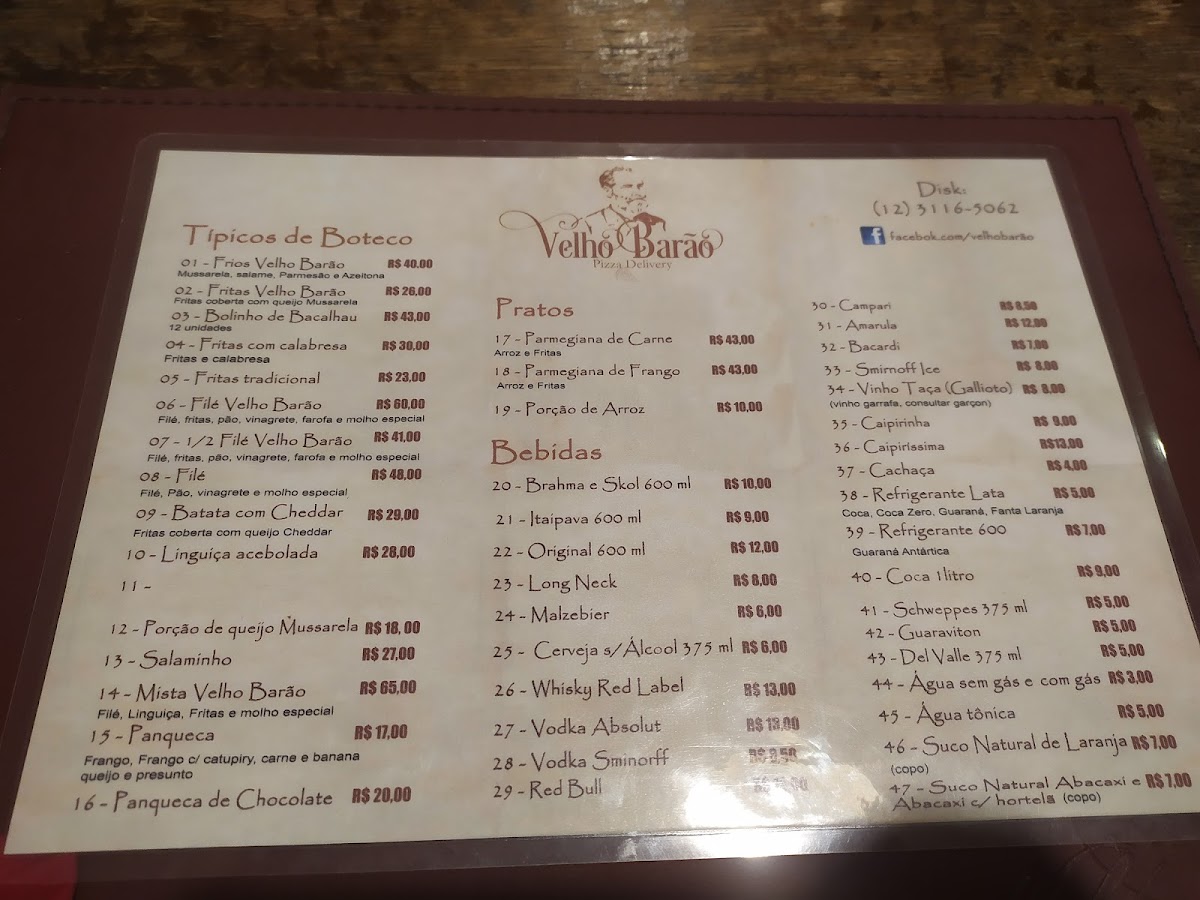 Típicos de Boteco
01 - Frios Velho Barão R$ 40.00
Mussarela, salame, Parmesão e Azeitona
02 - Fritas Velho Barão R$ 26,00
Fritas coberta com queijo Mussarela
03 - Bolinho de Bacalhau R$ 43,00
12 unidades
04 - Fritas com calabresa R$ 30,00
Fritas e calabresa
05 - Fritas tradicional R$ 23,00
06 - Filé Velho Barão R$ 60,00
Filé, fritas, pão, vinagrete, farofa e molho especial
07 - 1/2 Filé Velho Barão R$ 41,00
Filé, fritas, pão, vinagrete, farofa e molho especial
08 - Filé R$ 48,00
Filé, Pão, vinagrete e molho especial
09 - Batata com Cheddar R$ 29,00
Fritas coberta com queijo Cheddar
10 - Linguiça acebolada R$ 28,00
11 -
12 - Porção de queijo Mussarela R$ 18,00
13 - Salaminho R$ 27,00
14 - Mista Velho Barão R$ 65,00
Filé, Linguiça, Fritas e molho especial
15 - Panqueca R$ 17,00
Frango, Frango c/ catupiry, carne e banana
queijo e presunto
16 - Panqueca de Chocolate R$ 20,00
Velho Barão
Pizza Delivery
Pratos
17 - Parmegiana de Carne R$ 43,00
Arroz e Fritas
18 - Parmegiana de Frango R$ 43,00
Arroz e Fritas
19 - Porção de Arroz R$ 10,00
Bebidas
20 - Brahma e Skol 600 ml R$ 10,00
21 - Itaipava 600 ml R$ 9,00
22 - Original 600 ml R$ 12,00
23 - Long Neck R$ 8,00
24 - Malzebier R$ 6,00
25 - Cerveja s/Álcool 375 ml R$ 6,00
26 - Whisky Red Label R$ 13,00
27 - Vodka Absolut R$
28 - Vodka Sminorff R$
29 - Red Bull
Disk:
(12) 3116-5062
facebok.com/velhobarão
30 - Campari R$ 8,50
31 - Amarula R$ 12,00
32 - Bacardi R$ 7,00
33 - Smirnoff Ice R$ 8,00
34 - Vinho Taça (Gallioto) R$ 8,00
(vinho garrafa, consultar garçon)
35 - Caipirinha R$ 9,00
36 - Caipiríssima R$13,00
37 - Cachaça R$ 4,00
38 - Refrigerante Lata R$ 5,00
Coca, Coca Zero, Guaraná, Fanta Laranja
39 - Refrigerante 600 R$ 7,00
Guaraná Antártica
40 - Coca 1litro R$ 9,00
41 - Schweppes 375 ml R$ 5,00
42 - Guaraviton R$ 5,00
43 - Del Valle 375 ml R$ 5,00
44 - Água sem gás e com gás R$ 3,00
45 - Água tônica R$ 5,00
46 - Suco Natural de Laranja R$ 7,00
(copo)
47 - Suco Natural Abacaxi e R$ 7,00
Abacaxi c/ hortelã (copo)